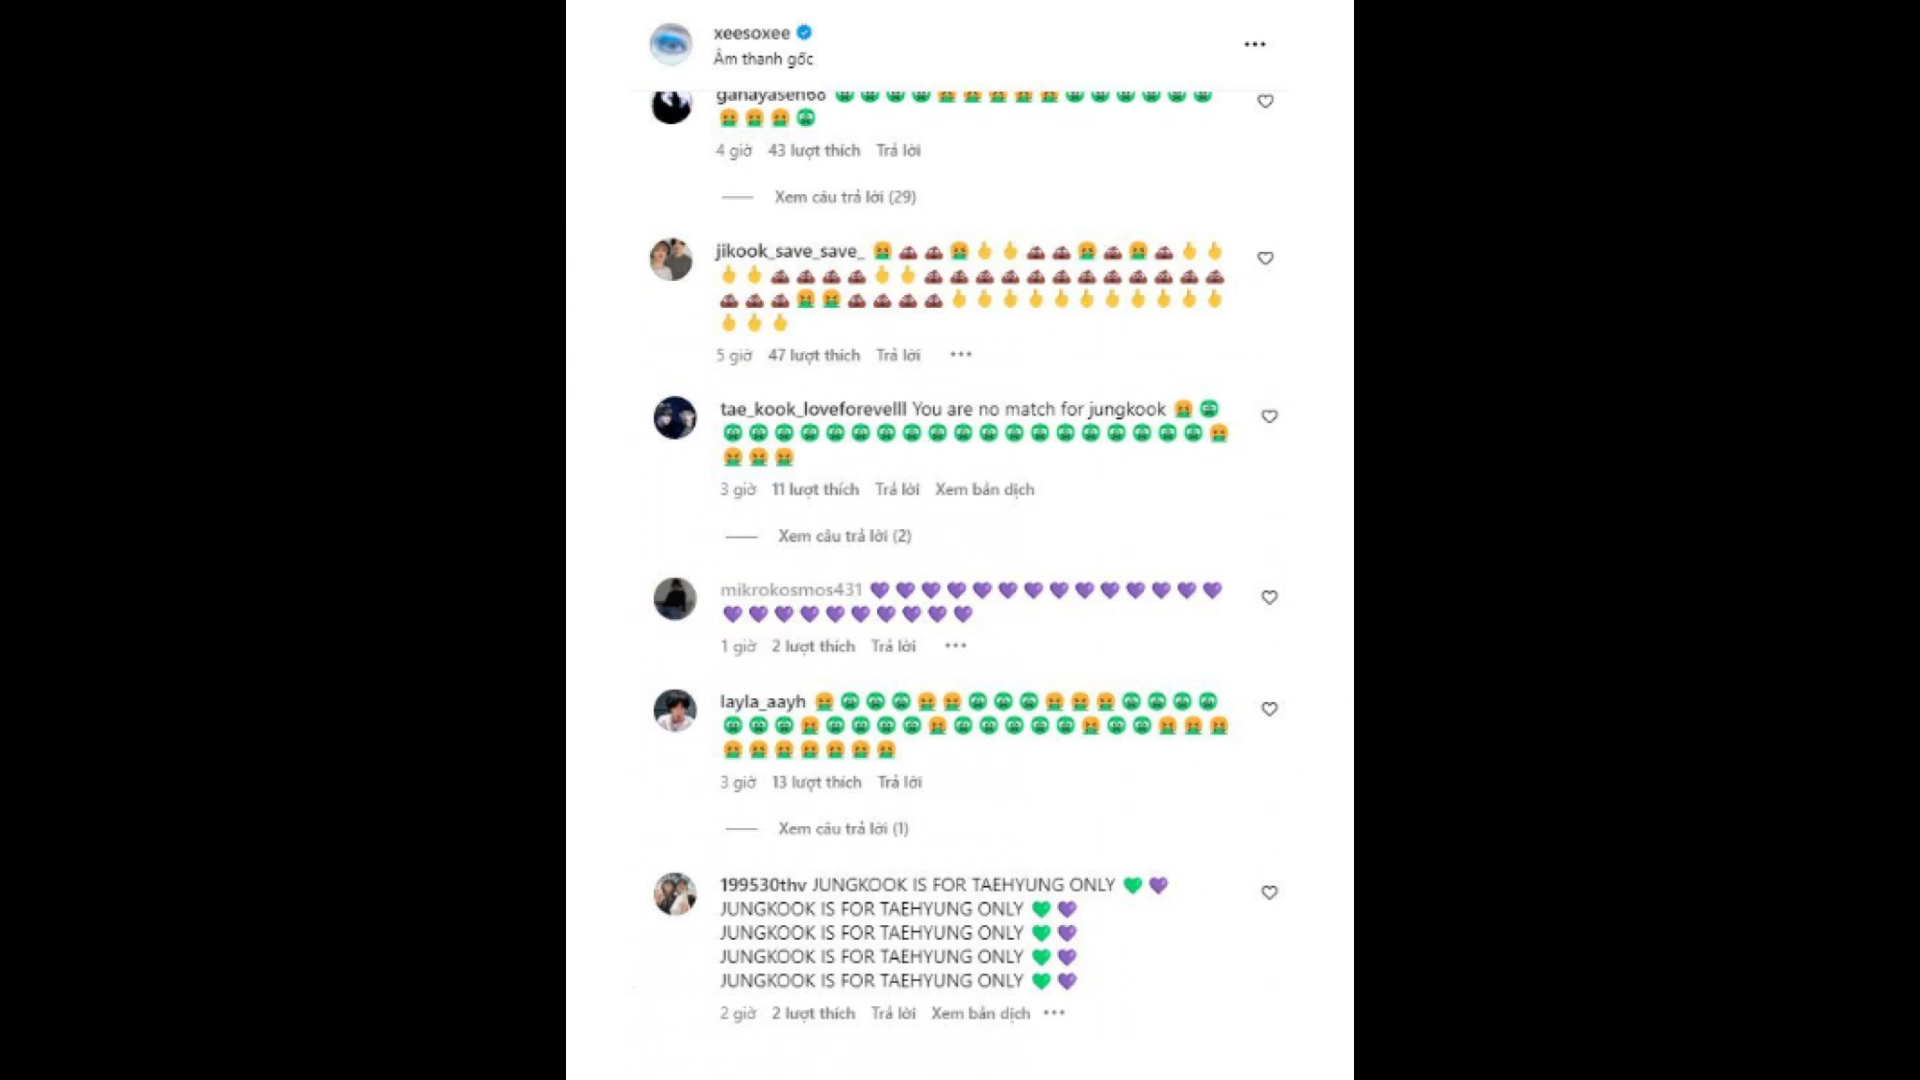 xeesoxee
Âm thanh gốc
ganayasen68
4 giờ 43 lượt thích Trả lời
Xem câu trả lời (29)
jikook_save_save_ 🤮💩💩🤮🖕🖕💩💩🤮💩🤮💩🖕🖕
🖕🖕💩💩💩💩🖕🖕💩💩💩💩💩💩💩💩💩💩💩💩
💩💩💩🤮🤮💩💩💩💩🖕🖕🖕🖕🖕🖕🖕🖕🖕🖕🖕
🖕🖕🖕
5 giờ 47 lượt thích Trả lời
tae_kook_loveforevelll You are no match for jungkook 🤮🤢
🤢🤢🤢🤢🤢🤢🤢🤢🤢🤢🤢🤢🤢🤢🤢🤢🤢🤢🤢🤮
🤮🤮🤮
3 giờ 11 lượt thích Trả lời Xem bản dịch
Xem câu trả lời (2)
mikrokosmos431 💜💜💜💜💜💜💜💜💜💜💜💜💜💜
💜💜💜💜💜💜💜💜💜💜
1 giờ 2 lượt thích Trả lời
layla_aayh 🤮🤢🤢🤢🤮🤮🤢🤢🤢🤮🤮🤮🤢🤢🤢🤢
🤢🤢🤢🤮🤢🤢🤢🤢🤮🤢🤢🤢🤢🤢🤮🤢🤢🤮🤮🤮
🤮🤮🤮🤮🤮🤮🤮
3 giờ 13 lượt thích Trả lời
Xem câu trả lời (1)
199530thv JUNGKOOK IS FOR TAEHYUNG ONLY 💚💜
JUNGKOOK IS FOR TAEHYUNG ONLY 💚💜
JUNGKOOK IS FOR TAEHYUNG ONLY 💚💜
JUNGKOOK IS FOR TAEHYUNG ONLY 💚💜
JUNGKOOK IS FOR TAEHYUNG ONLY 💚💜
2 giờ 2 lượt thích Trả lời Xem bản dịch